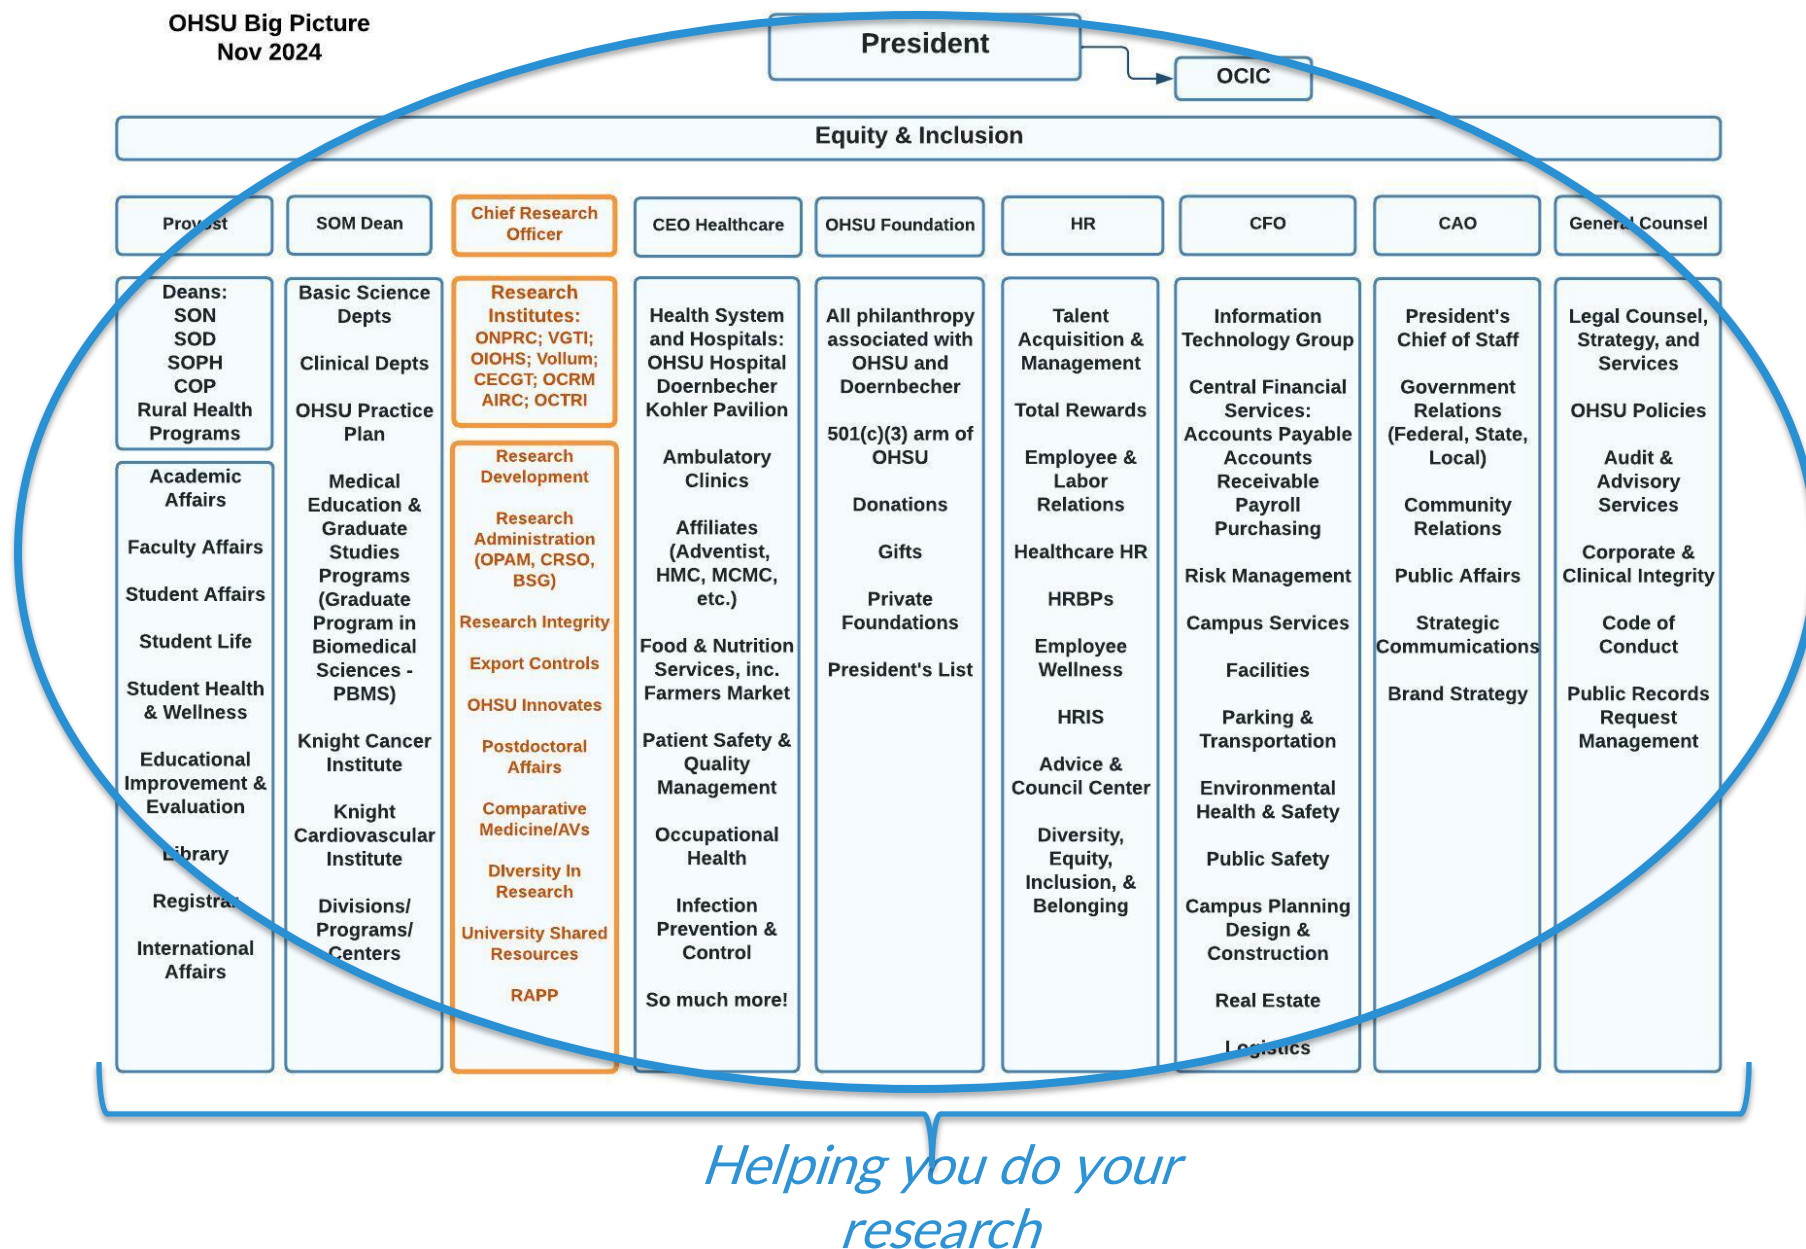 OHSU Big Picture
Nov 2024
President
OCIC
Equity & Inclusion
Provost
Deans:
SON
SOD
SOPH
COP
Rural Health
Programs
Academic
Affairs
Faculty Affairs
Student Affairs
Student Life
Student Health
& Wellness
Educational
Improvement &
Evaluation
Library
Registrar
International
Affairs
SOM Dean
Basic Science
Depts
Clinical Depts
OHSU Practice
Plan
Medical
Education &
Graduate
Studies
Programs
(Graduate
Program in
Biomedical
Sciences -
PBMS)
Knight Cancer
Institute
Knight
Cardiovascular
Institute
Divisions/
Programs/
Centers
Chief Research
Officer
Research
Institutes:
ONPRC; VGTI;
OIOHS; Vollum;
CECGT; OCRM
AIRC; OCTRI
Research
Development
Research
Administration
(OPAM, CRSO,
BSG)
Research Integrity
Export Controls
OHSU Innovates
Postdoctoral
Affairs
Comparative
Medicine/AVs
DIversity In
Research
University Shared
Resources
RAPP
CEO Healthcare
Health System
and Hospitals:
OHSU Hospital
Doernbecher
Kohler Pavilion
Ambulatory
Clinics
Affiliates
(Adventist,
HMC, MCMC,
etc.)
Food & Nutrition
Services, inc.
Farmers Market
Patient Safety &
Quality
Management
Occupational
Health
Infection
Prevention &
Control
So much more!
OHSU Foundation
All philanthropy
associated with
OHSU and
Doernbecher
501(c)(3) arm of
OHSU
Donations
Gifts
Private
Foundations
President's List
HR
Talent
Acquisition &
Management
Total Rewards
Employee &
Labor
Relations
Healthcare HR
HRBPs
Employee
Wellness
HRIS
Advice &
Council Center
Diversity,
Equity,
Inclusion, &
Belonging
CFO
Information
Technology Group
Central Financial
Services:
Accounts Payable
Accounts
Receivable
Payroll
Purchasing
Risk Management
Campus Services
Facilities
Parking &
Transportation
Environmental
Health & Safety
Public Safety
Campus Planning
Design &
Construction
Real Estate
Logistics
CAO
President's
Chief of Staff
Government
Relations
(Federal, State,
Local)
Community
Relations
Public Affairs
Strategic
Commumications
Brand Strategy
General Counsel
Legal Counsel,
Strategy, and
Services
OHSU Policies
Audit &
Advisory
Services
Corporate &
Clinical Integrity
Code of
Conduct
Public Records
Request
Management
Helping you do your
research